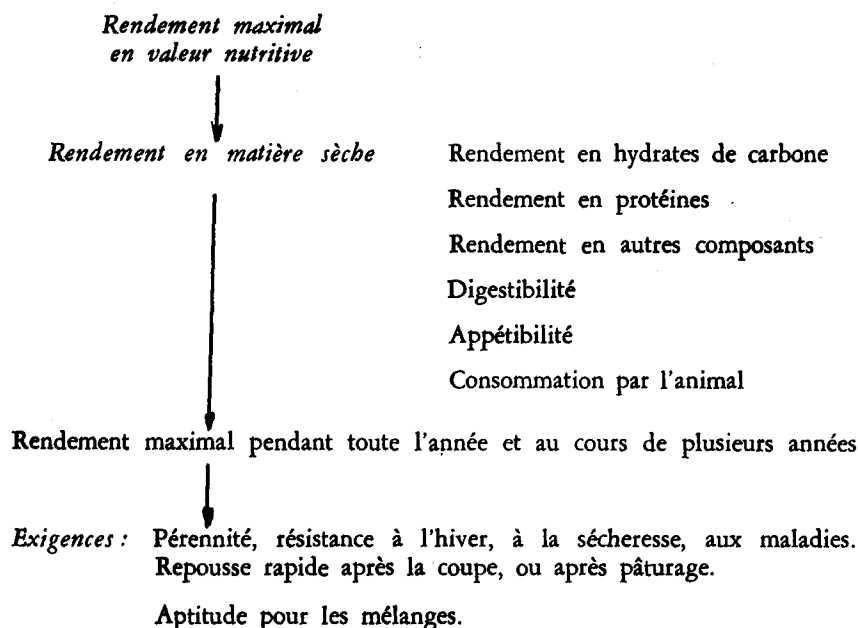 Rendement maximal
en valeur nutritive
Rendement en matière sèche
Rendement en hydrates de carbone
Rendement en protéines
Rendement en autres composants
Digestibilité
Appétibilité
Consommation par l'animal
Rendement maximal pendant toute l'année et au cours de plusieurs années
Exigences : Pérennité, résistance à l'hiver, à la sécheresse, aux maladies.
Repousse rapide après la coupe, ou après pâturage.
Aptitude pour les mélanges.